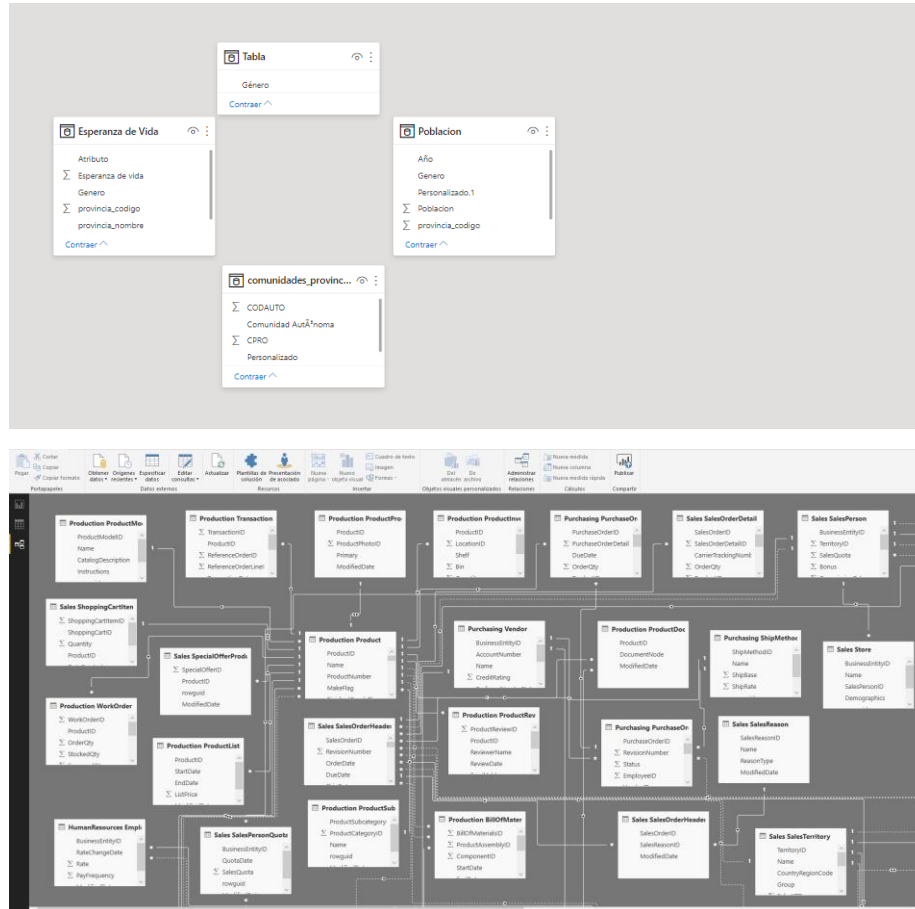 Tabla
Género
Contraer
Esperanza de Vida
Atributo
Esperanza de vida
Genero
provincia_codigo
provincia_nombre
Contraer
Poblacion
Año
Genero
Personalizado.1
Poblacion
provincia_codigo
Contraer
comunidades_provinc...
CODAUTO
Comunidad AutÃ³noma
CPRO
Personalizado
Contraer
Pegar
Cortar
Copiar
Copiar formato
Portapapeles
Obtener datos
Orígenes recientes
Especificar datos
Editar consultas
Datos externos
Actualizar
Plantillas de solución
Presentación de asociado
Recursos
Nueva página
Nuevo objeto visual
Cuadro de texto
Imagen
Formas
Insertar
Del almacén
De archivo
Objetos visuales personalizados
Administrar relaciones
Relaciones
Nueva medida
Nueva columna
Nueva medida rápida
Cálculos
Publicar
Compartir
Production ProductMo
ProductModelID
Name
CatalogDescription
Instructions
Production Transaction
TransactionID
ProductID
ReferenceOrderID
ReferenceOrderLineI
Production ProductPro
ProductID
ProductPhotoID
Primary
ModifiedDate
Production ProductInve
ProductID
LocationID
Shelf
Bin
Purchasing PurchaseOr
PurchaseOrderID
PurchaseOrderDetail
DueDate
OrderQty
Sales SalesOrderDetail
SalesOrderID
SalesOrderDetailID
CarrierTrackingNumb
OrderQty
Sales SalesPerson
BusinessEntityID
TerritoryID
SalesQuota
Bonus
Sales ShoppingCartIten
ShoppingCartItemID
ShoppingCartID
Quantity
ProductID
Sales SpecialOfferProdu
SpecialOfferID
ProductID
rowguid
ModifiedDate
Production Product
ProductID
Name
ProductNumber
MakeFlag
Purchasing Vendor
BusinessEntityID
AccountNumber
Name
CreditRating
Production ProductDoc
ProductID
DocumentNode
ModifiedDate
Purchasing ShipMethod
ShipMethodID
Name
ShipBase
ShipRate
Sales Store
BusinessEntityID
Name
SalesPersonID
Demographics
Production WorkOrder
WorkOrderID
ProductID
OrderQty
StockedQty
Production ProductList
ProductID
StartDate
EndDate
ListPrice
Sales SalesOrderHeader
SalesOrderID
RevisionNumber
OrderDate
DueDate
Production ProductRev
ProductReviewID
ProductID
ReviewerName
ReviewDate
Purchasing PurchaseOr
PurchaseOrderID
RevisionNumber
Status
EmployeeID
Sales SalesReason
SalesReasonID
Name
ReasonType
ModifiedDate
HumanResources Empl
BusinessEntityID
RateChangeDate
Rate
PayFrequency
Sales SalesPersonQuota
BusinessEntityID
QuotaDate
SalesQuota
rowguid
Production ProductSub
ProductSubcategory
ProductCategoryID
Name
rowguid
Production BillOfMater
BillOfMaterialsID
ProductAssemblyID
ComponentID
StartDate
Sales SalesOrderHeader
SalesOrderID
SalesReasonID
ModifiedDate
Sales SalesTerritory
TerritoryID
Name
CountryRegionCode
Group